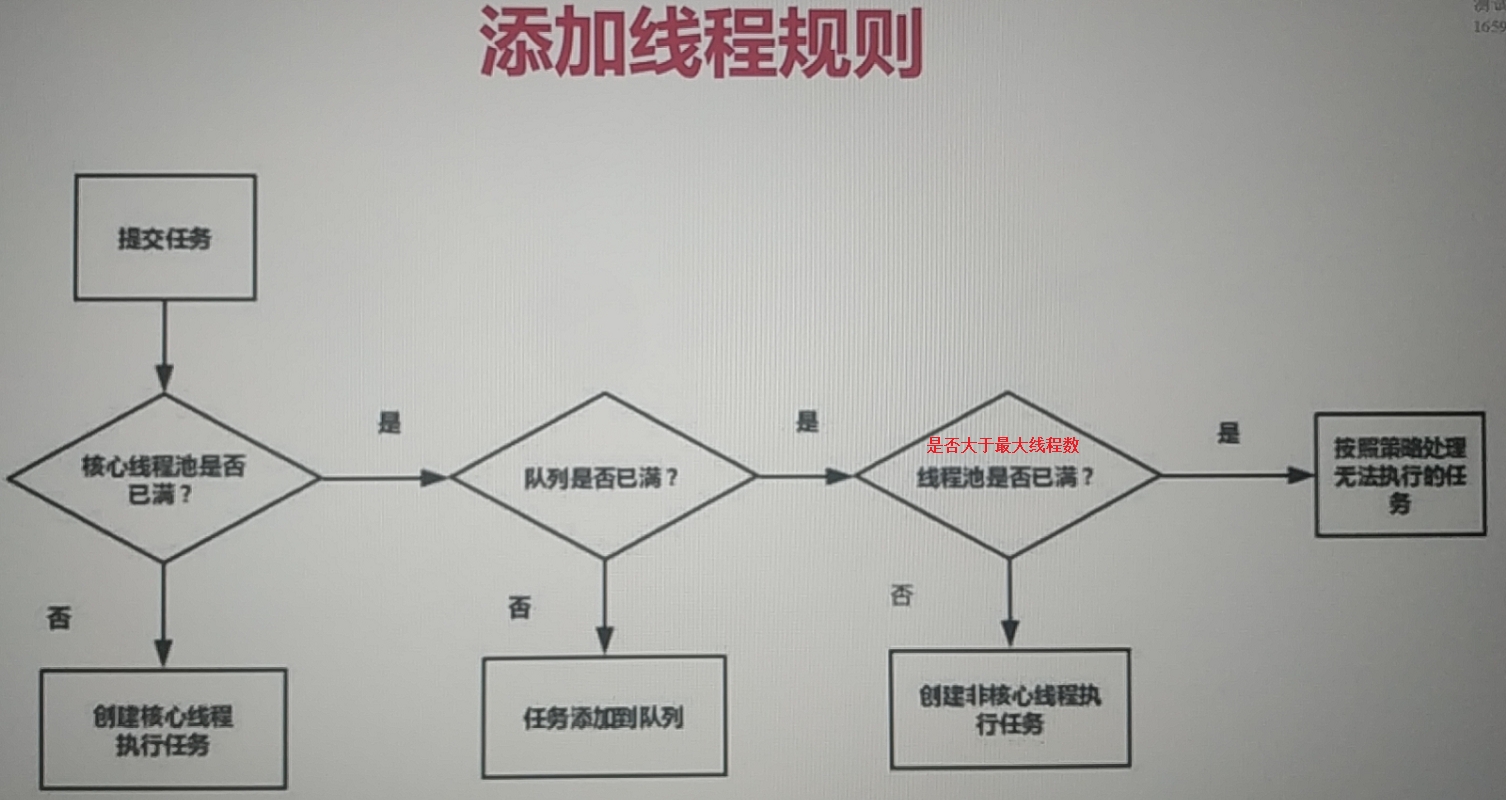 添加线程规则
1659
提交任务
核心线程池是否
已满？
是
队列是否已满？
是
是否大于最大线程数
线程池是否已满？
是
按照策略处理
无法执行的任
务
否
创建核心线程
执行任务
否
任务添加到队列
否
创建非核心线程执
行任务